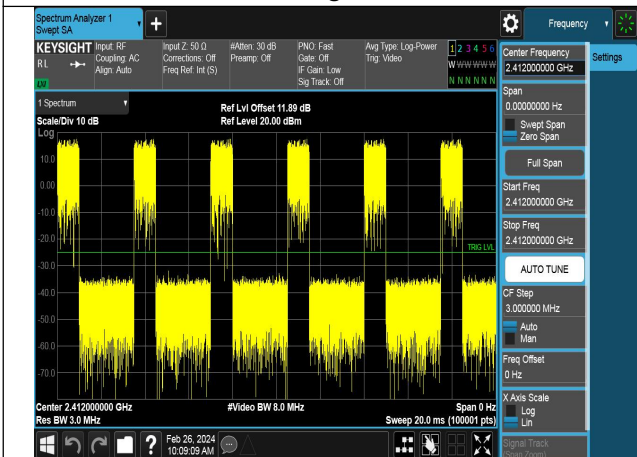 Spectrum Analyzer 1
Swept SA
+
Frequency
KEYSIGHT
RL
Input: RF
Coupling: AC
Align: Auto
Input Z: 50 Ω
Corrections: Off
Freq Ref: Int (S)
#Atten: 30 dB
Preamp: Off
PNO: Fast
Gate: Off
IF Gain: Low
Sig Track: Off
Avg Type: Log-Power
Trig: Video
1 2 3 4 5 6
W W W W W W
N N N N N N
LXI
1 Spectrum
Scale/Div 10 dB
Ref Lvl Offset 11.89 dB
Ref Level 20.00 dBm
Log
10.0
0.00
-10.0
-20.0
TRIG LVL
-30.0
-40.0
-50.0
-60.0
-70.0
Center 2.412000000 GHz
#Video BW 8.0 MHz
Span 0 Hz
Res BW 3.0 MHz
Sweep 20.0 ms (100001 pts)
?
Feb 26, 2024
10:09:09 AM
Center Frequency
2.412000000 GHz
Settings
Span
0.00000000 Hz
Swept Span
Zero Span
Full Span
Start Freq
2.412000000 GHz
Stop Freq
2.412000000 GHz
AUTO TUNE
CF Step
3.000000 MHz
Auto
Man
Freq Offset
0 Hz
X Axis Scale
Log
Lin
Signal Track
(Span Zoom)